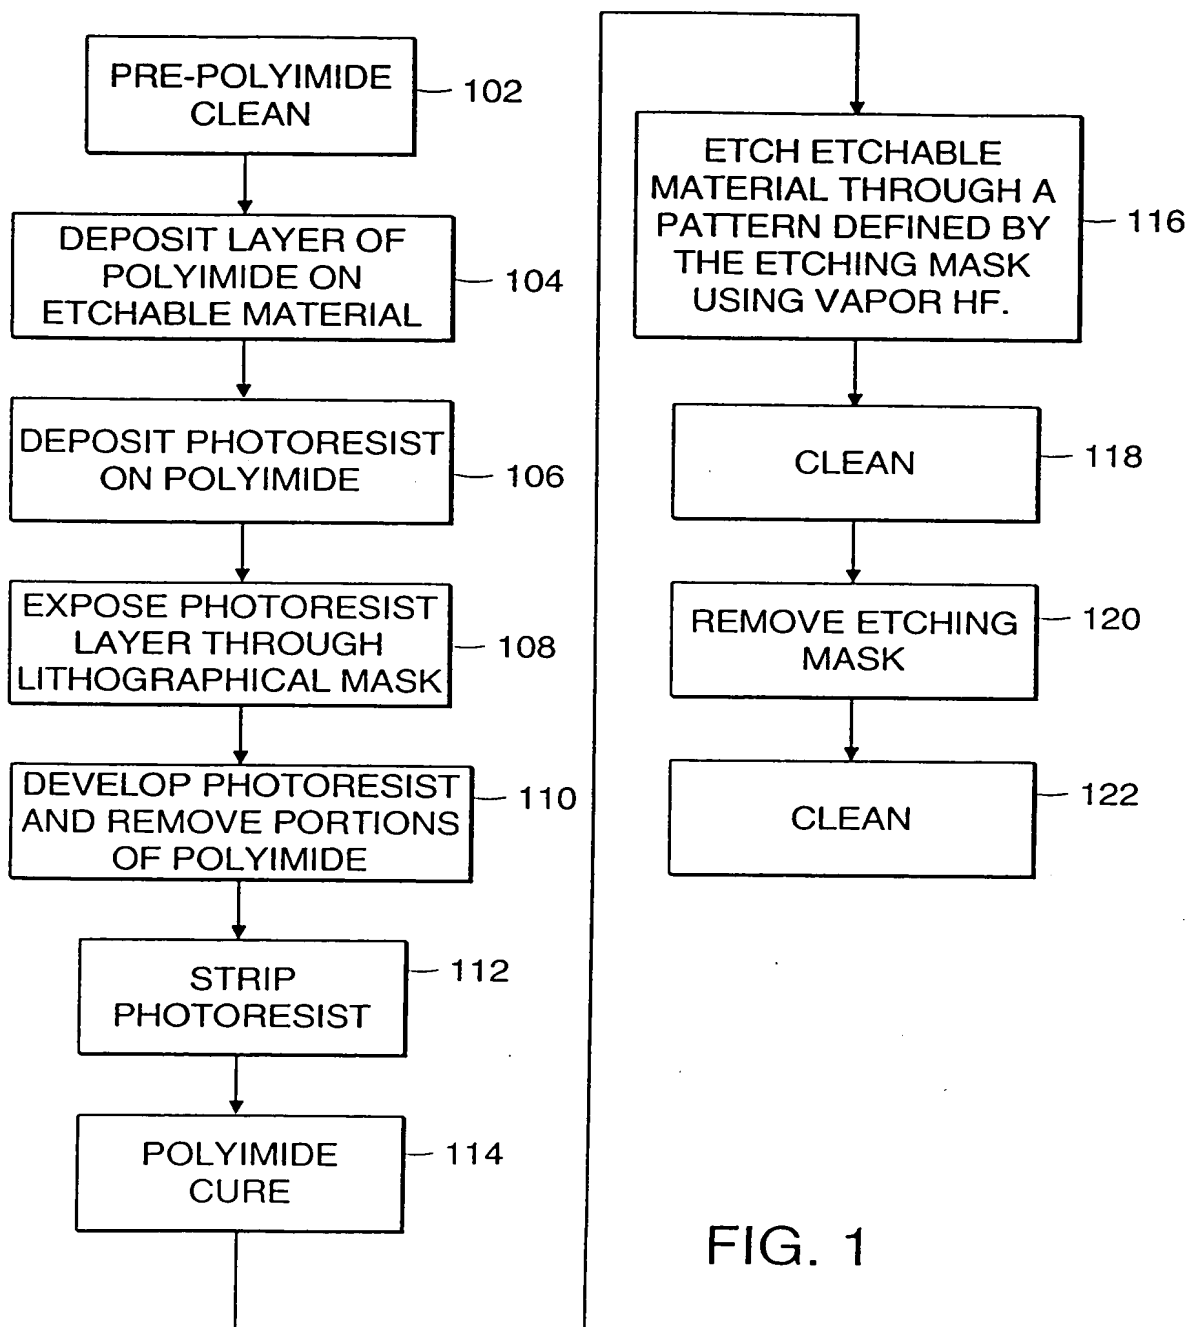 PRE-POLYIMIDE
CLEAN
102
DEPOSIT LAYER OF
POLYIMIDE ON
ETCHABLE MATERIAL
104
DEPOSIT PHOTORESIST
ON POLYIMIDE
106
EXPOSE PHOTORESIST
LAYER THROUGH
LITHOGRAPHICAL MASK
108
DEVELOP PHOTORESIST
AND REMOVE PORTIONS
OF POLYIMIDE
110
STRIP
PHOTORESIST
112
POLYIMIDE
CURE
114
ETCH ETCHABLE
MATERIAL THROUGH A
PATTERN DEFINED BY
THE ETCHING MASK
USING VAPOR HF.
116
CLEAN
118
REMOVE ETCHING
MASK
120
CLEAN
122
FIG. 1